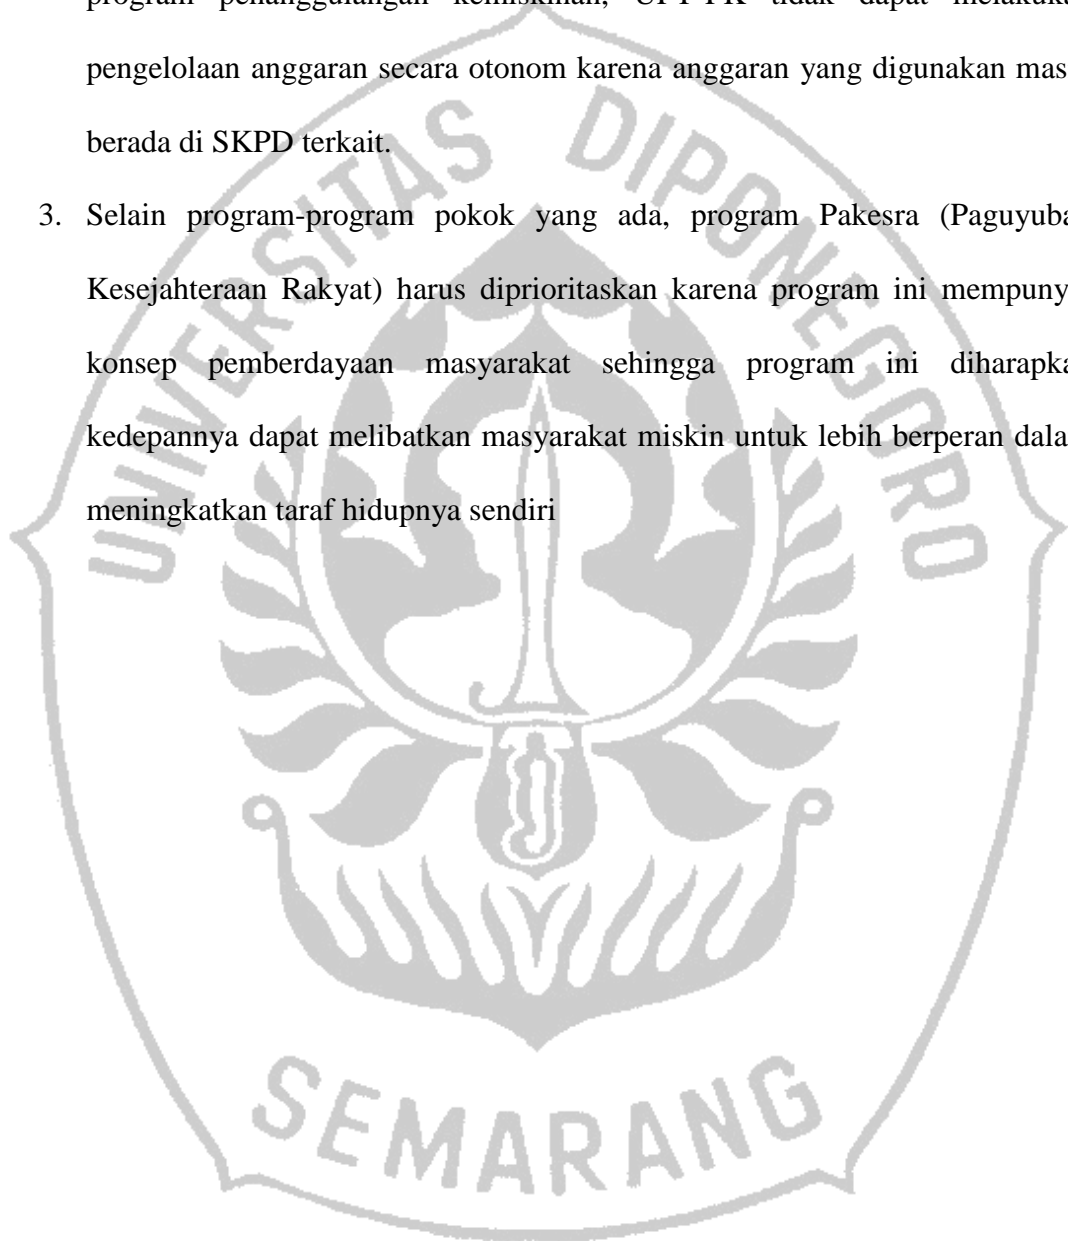 program penanggulangan kemiskinan, UPT-PK tidak dapat melakuka
pengelolaan anggaran secara otonom karena anggaran yang digunakan mas
berada di SKPD terkait.
3. Selain program-program pokok yang ada, program Pakesra (Paguyuba
Kesejahteraan Rakyat) harus diprioritaskan karena program ini mempuny
konsep pemberdayaan masyarakat sehingga program ini diharapka
kedepannya dapat melibatkan masyarakat miskin untuk lebih berperan dala
meningkatkan taraf hidupnya sendiri
UNIVERSITAS DIPONEGORO
SEMARANG